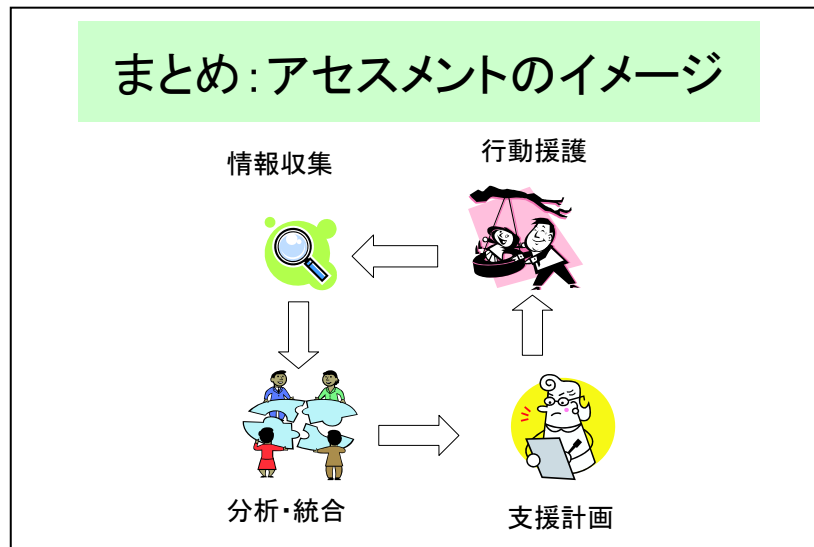 まとめ：アセスメントのイメージ
情報収集
行動援護
分析・統合
支援計画